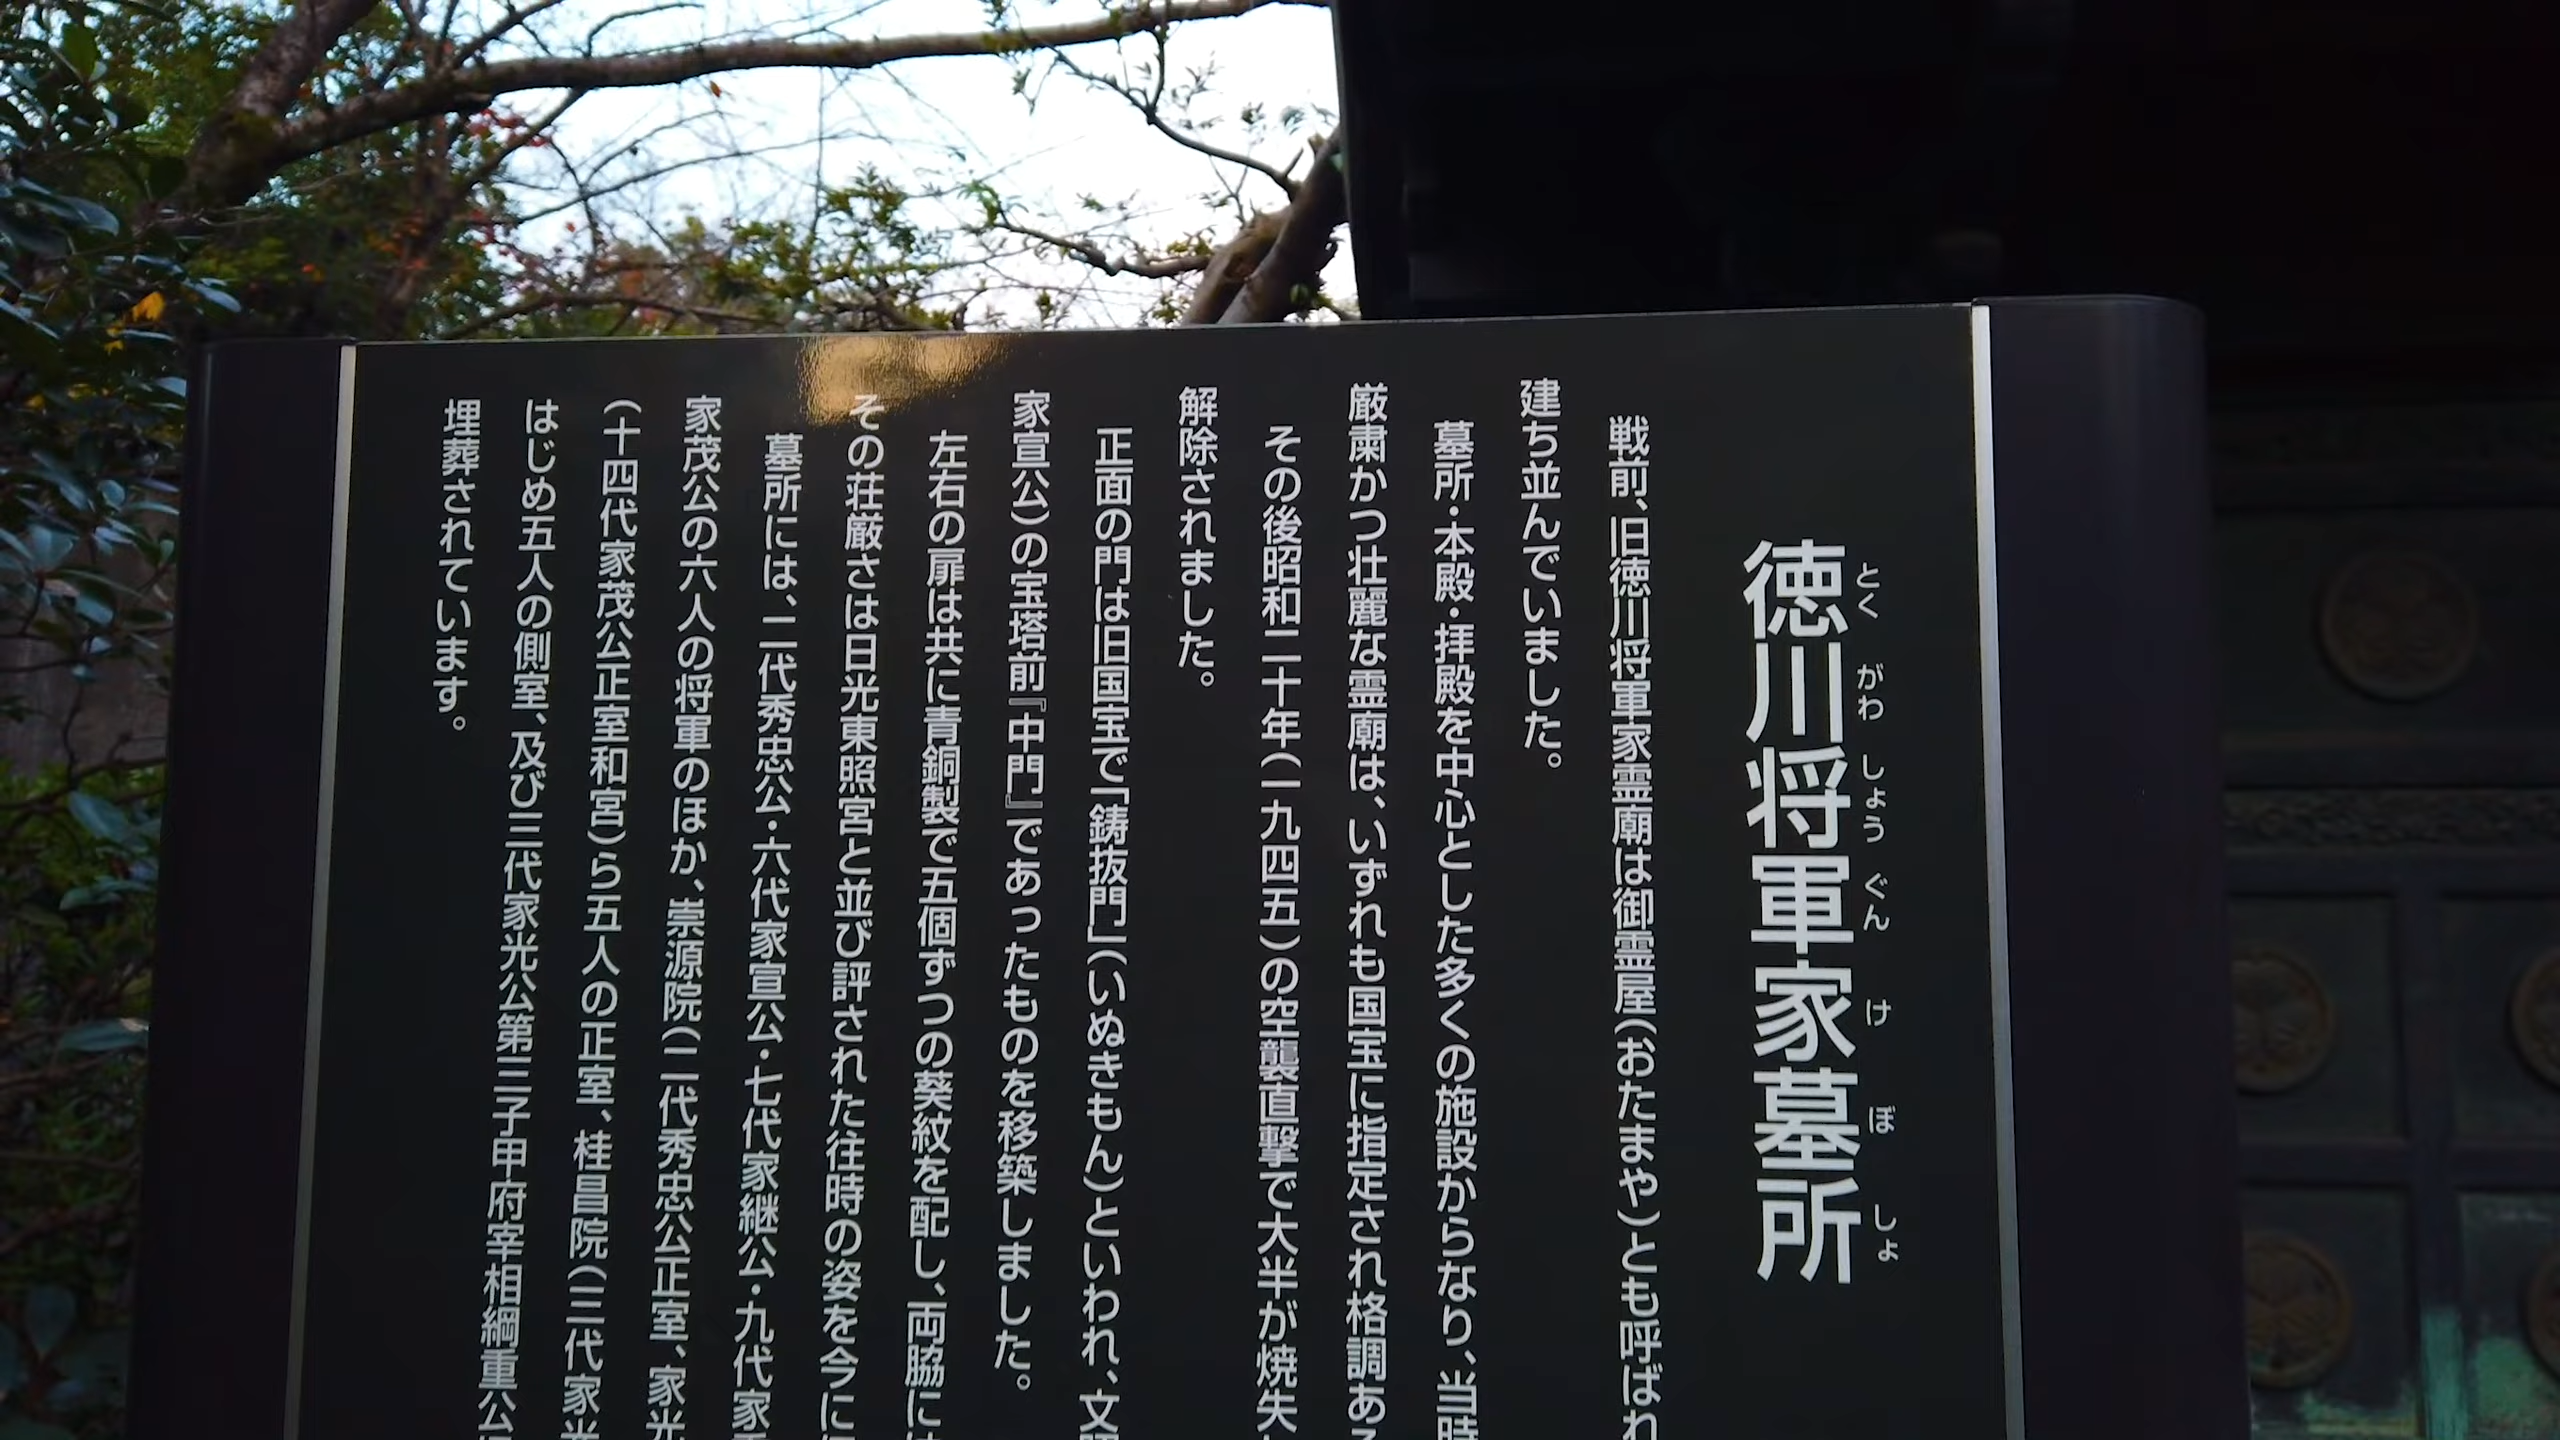 徳川将軍家墓所
とくがわしょうぐんけぼしょ
戦前、旧徳川将軍家霊廟は御霊屋(おたまや)とも呼ばれ
建ち並んでいました。
墓所・本殿・拝殿を中心とした多くの施設からなり、当時
厳粛かつ壮麗な霊廟は、いずれも国宝に指定され格調ある
その後昭和二十年(一九四五)の空襲直撃で大半が焼失し
解除されました。
正面の門は旧国宝で「鋳抜門」(いぬきもん)といわれ、文
家宣公)の宝塔前『中門』であったものを移築しました。
左右の扉は共に青銅製で五個ずつの葵紋を配し、両脇には
その荘厳さは日光東照宮と並び評された往時の姿を今に
墓所には、二代秀忠公・六代家宣公・七代家継公・九代家
家茂公の六人の将軍のほか、崇源院(二代秀忠公正室、家光
(十四代家茂公正室和宮)ら五人の正室、桂昌院(三代家光
はじめ五人の側室、及び三代家光公第三子甲府宰相綱重公
埋葬されています。